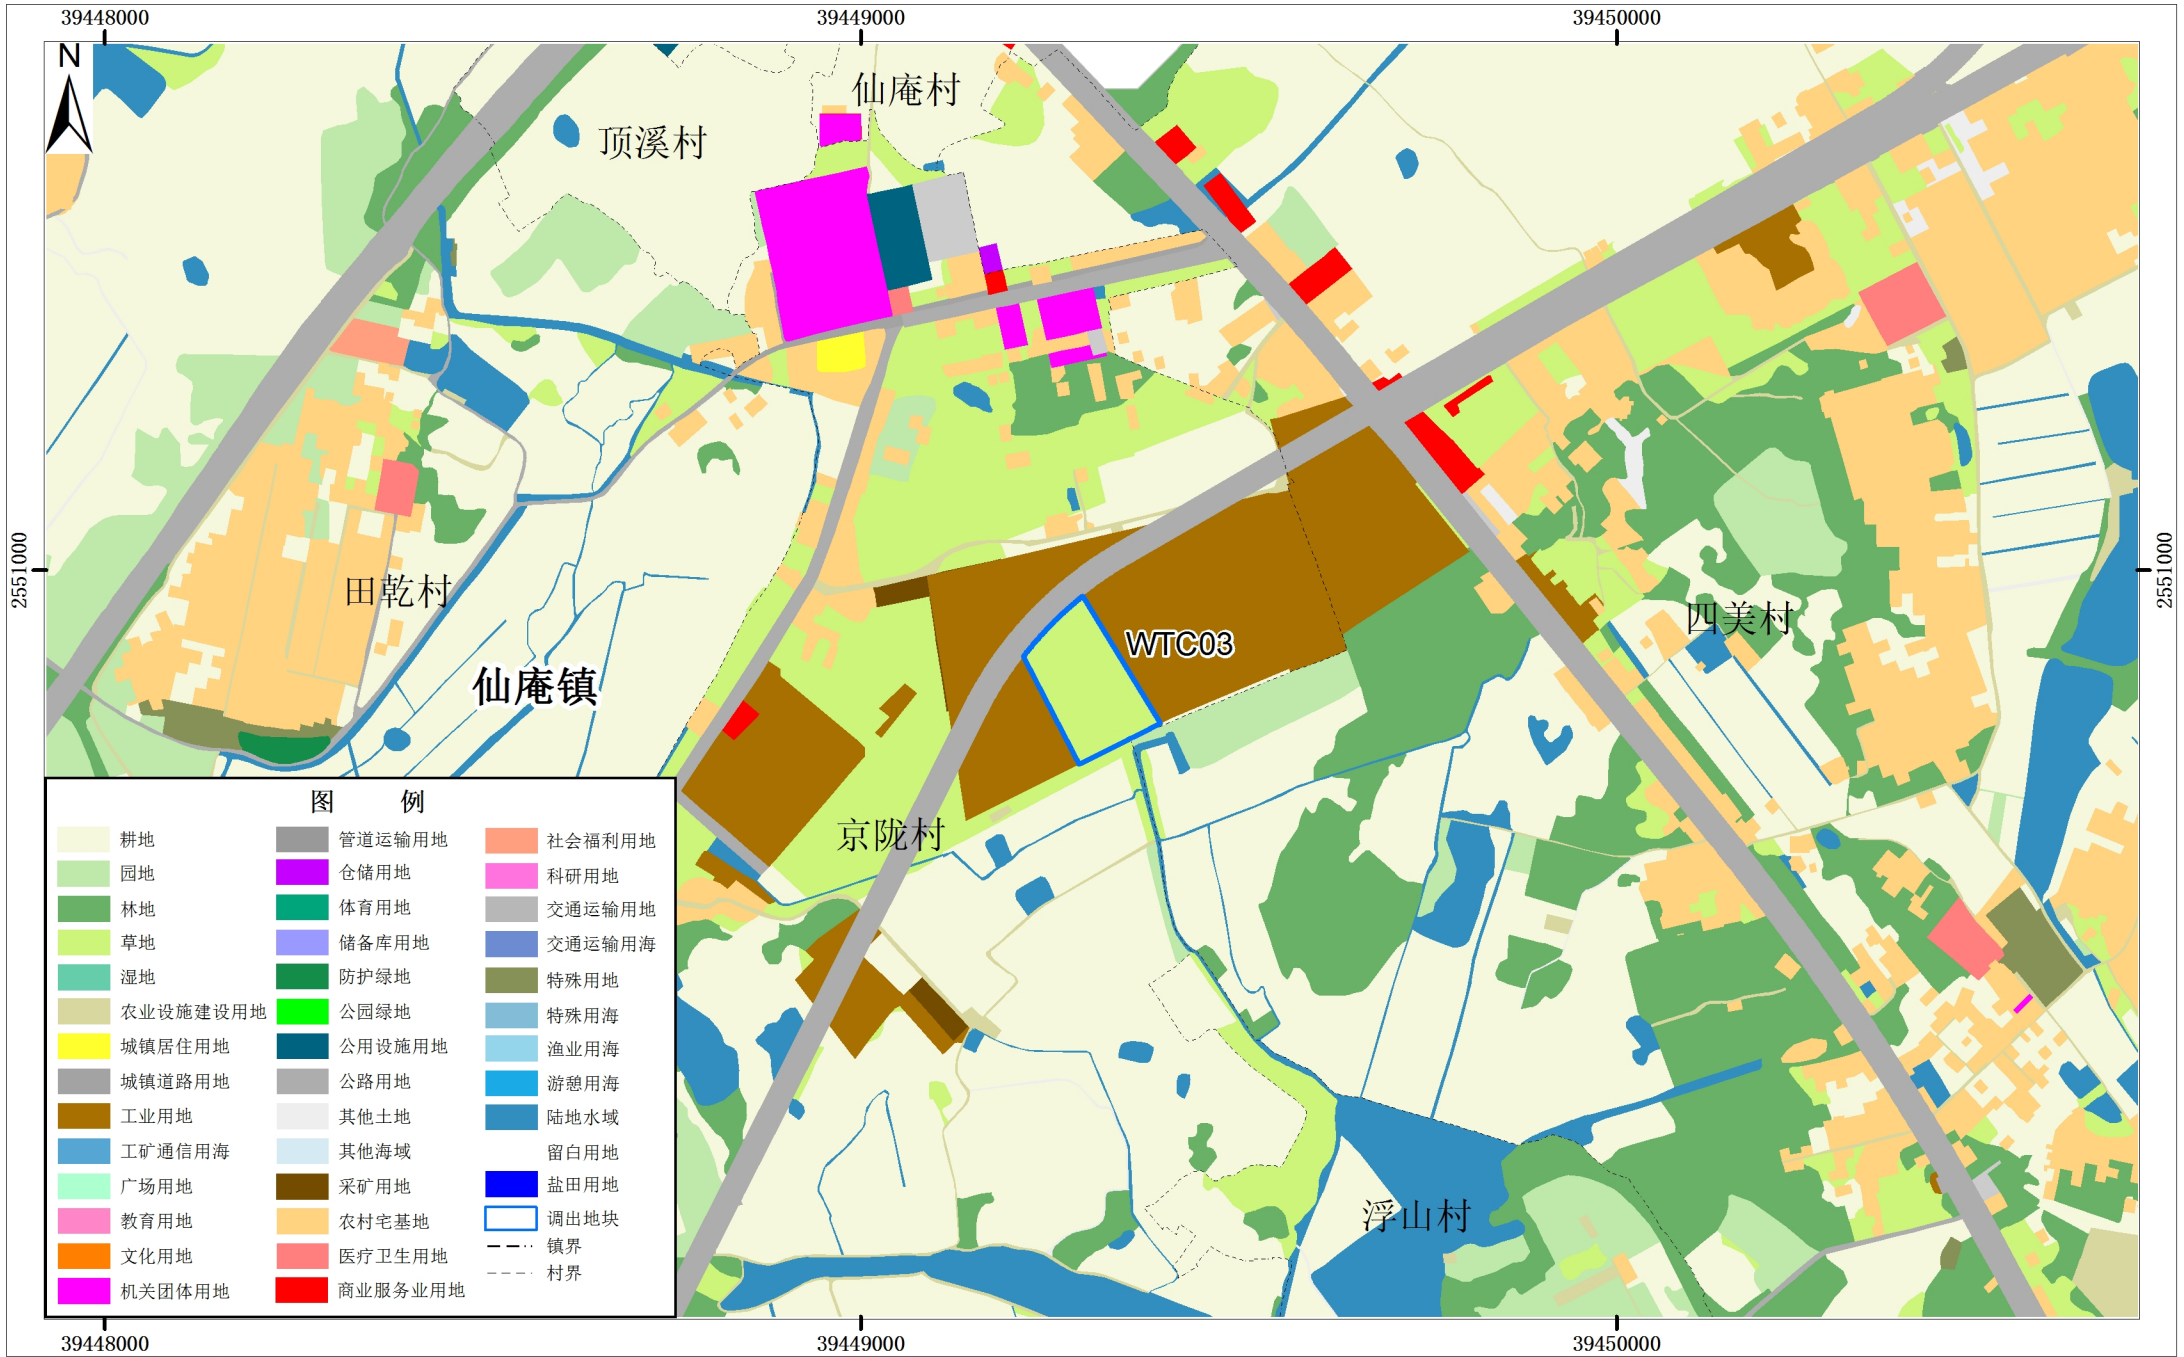 39448000
39449000
39450000
N
仙庵村
顶溪村
2551000
2551000
田乾村
四美村
WTC03
仙庵镇
京陇村
浮山村
图 例
耕地
园地
林地
草地
湿地
农业设施建设用地
城镇居住用地
城镇道路用地
工业用地
工矿通信用海
广场用地
教育用地
文化用地
机关团体用地
管道运输用地
仓储用地
体育用地
储备库用地
防护绿地
公园绿地
公用设施用地
公路用地
其他土地
其他海域
采矿用地
农村宅基地
医疗卫生用地
商业服务业用地
社会福利用地
科研用地
交通运输用地
交通运输用海
特殊用地
特殊用海
渔业用海
游憩用海
陆地水域
留白用地
盐田用地
调出地块
镇界
村界
39448000
39449000
39450000